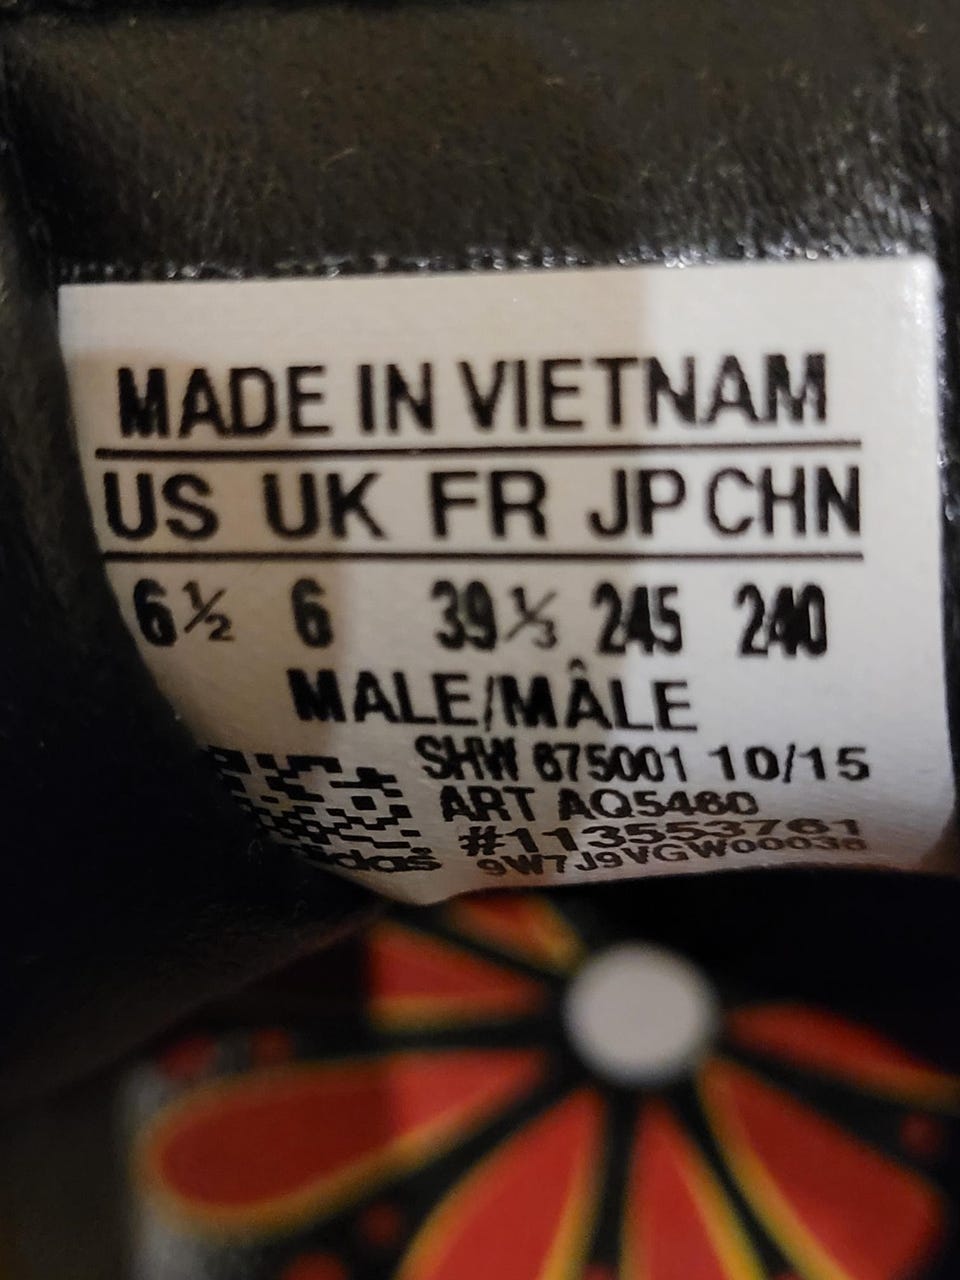 MADE IN VIETNAM
US UK FR JP CHN
6½ 6 39⅓ 245 240
MALE/MÂLE
SHW 675001 10/15
ART AQ5460
#113553761
9W7J9VGW00036
adidas